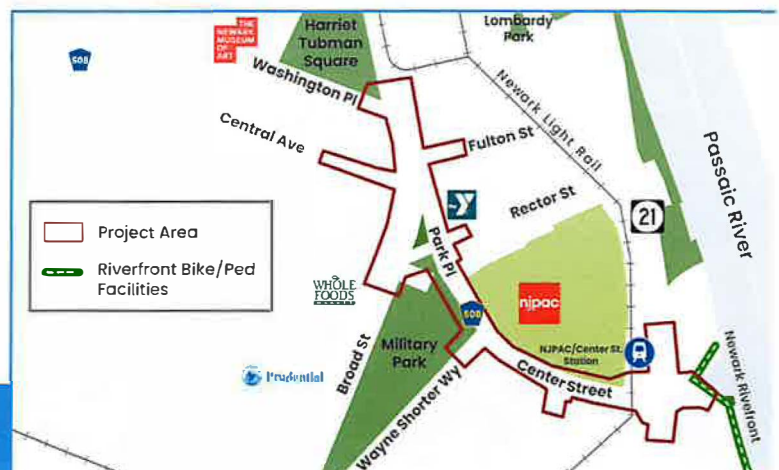 THE
NEWARK
MUSEUM
OF
ART
Harriet
Tubman
Square
Lombardy
Park
508
Washington Pl
Newark Light Rail
Central Ave
Fulton St
Passaic River
Rector St
21
Y
Project Area
Riverfront Bike/Ped
Facilities
Park Pl
WHOLE
FOODS
MARKET
njpac
508
Military
Park
NJPAC/Center St.
Station
Broad St
Prudential
Center Street
Wayne Shorter Wy
Newark Riverfront